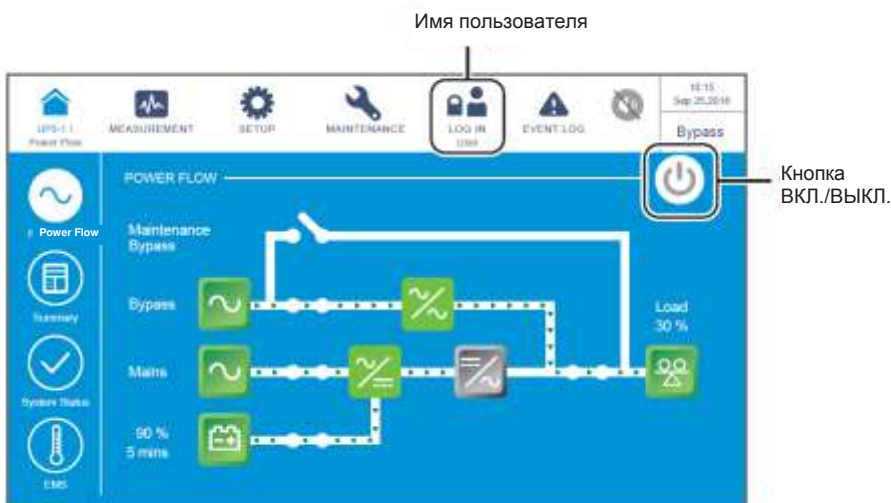 Имя пользователя
10:15
Sep 25,2018
UPS-1.1
Power Flow
MEASUREMENT
SETUP
MAINTENANCE
LOG IN
User
EVENT LOG
Bypass
POWER FLOW
Кнопка
ВКЛ./ВЫКЛ.
Power Flow
Maintenance
Bypass
Summary
Bypass
Load
30 %
Mains
System Status
90 %
5 mins
EMS